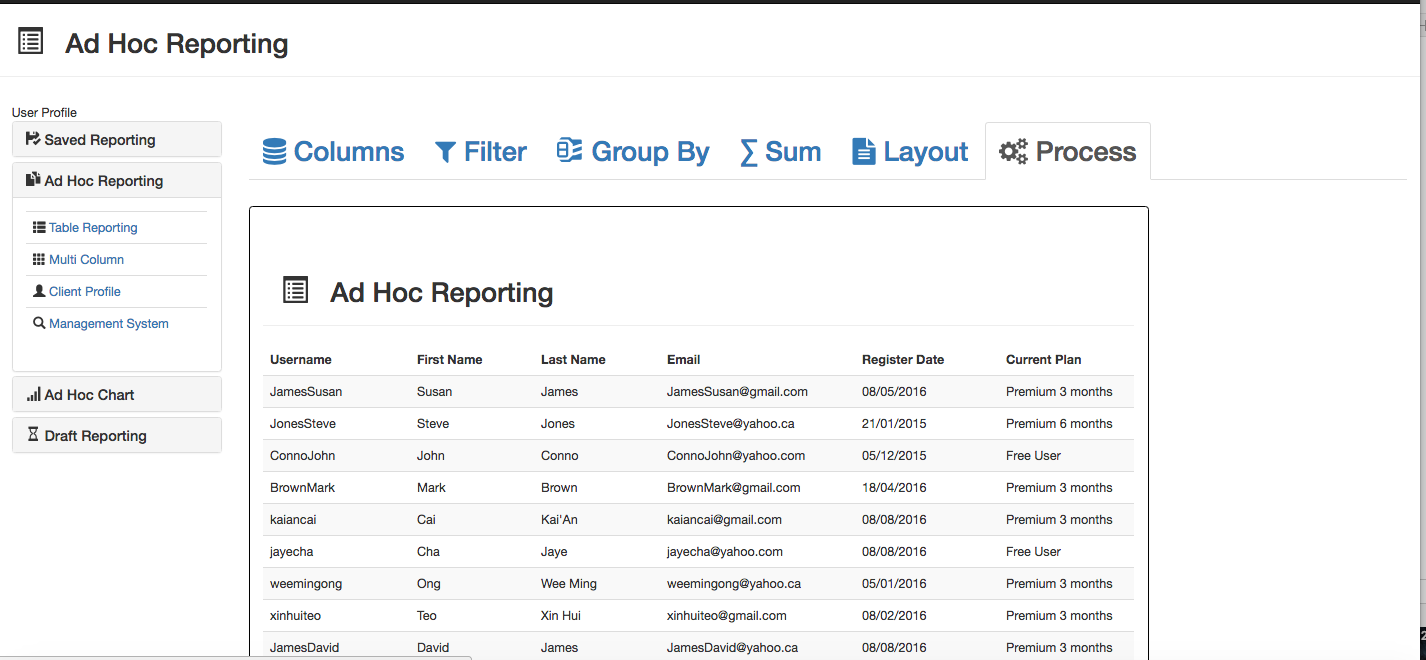 Ad Hoc Reporting
User Profile
Saved Reporting
Ad Hoc Reporting
Table Reporting
Multi Column
Client Profile
Management System
Ad Hoc Chart
Draft Reporting
Columns Filter Group By Sum Layout Process
Ad Hoc Reporting
Username First Name Last Name Email Register Date Current Plan
JamesSusan Susan James JamesSusan@gmail.com 08/05/2016 Premium 3 months
JonesSteve Steve Jones JonesSteve@yahoo.ca 21/01/2015 Premium 6 months
ConnoJohn John Conno ConnoJohn@yahoo.com 05/12/2015 Free User
BrownMark Mark Brown BrownMark@gmail.com 18/04/2016 Premium 3 months
kaiancai Cai Kai'An kaiancai@gmail.com 08/08/2016 Premium 3 months
jayecha Cha Jaye jayecha@yahoo.com 08/08/2016 Free User
weemingong Ong Wee Ming weemingong@yahoo.ca 05/01/2016 Premium 3 months
xinhuiteo Teo Xin Hui xinhuiteo@gmail.com 08/02/2016 Premium 3 months
JamesDavid David James JamesDavid@yahoo.ca 08/08/2016 Premium 3 months